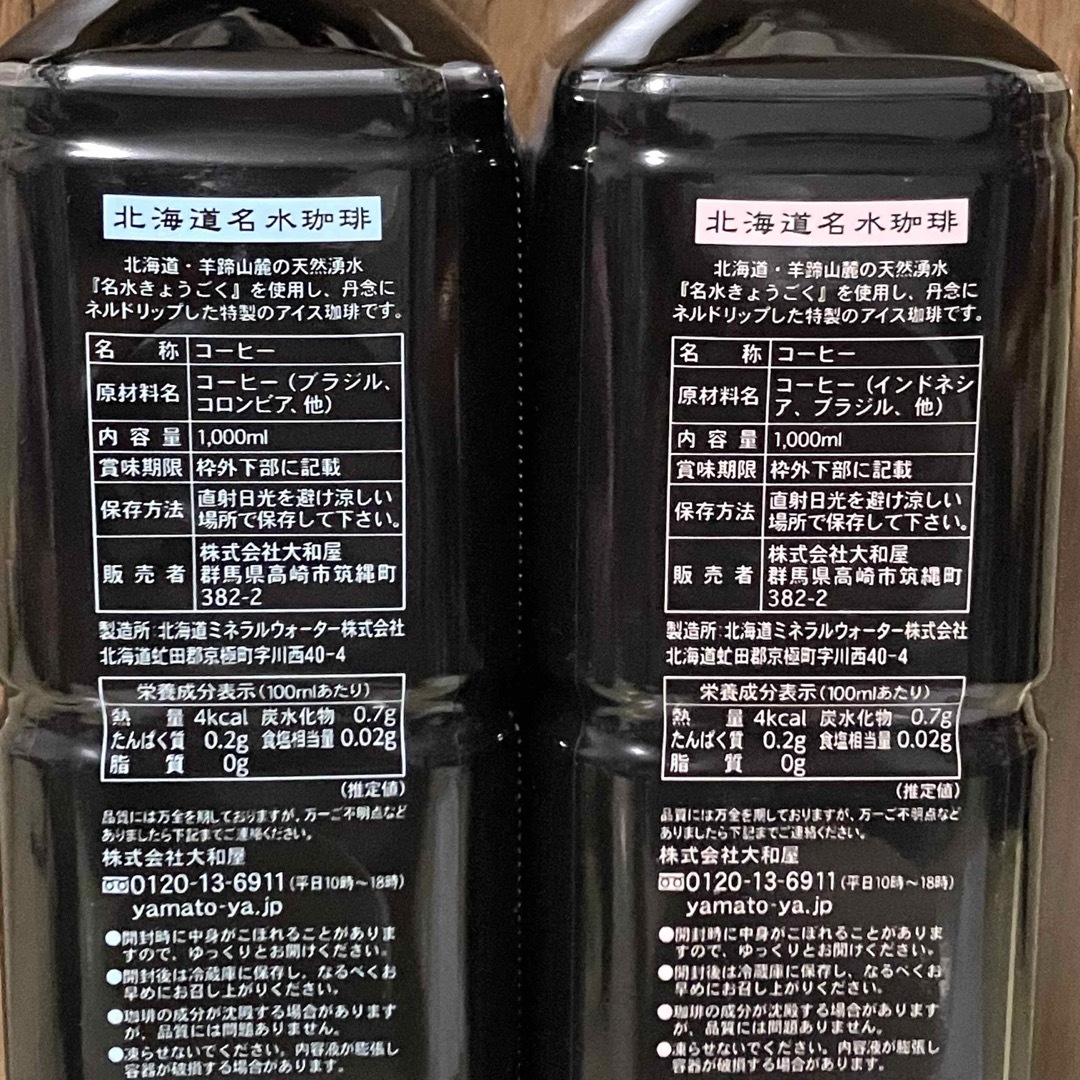 北海道名水珈琲
北海道・羊蹄山麓の天然湧水
『名水きょうごく』を使用し、丹念に
ネルドリップした特製のアイス珈琲です。
名称 コーヒー
原材料名 コーヒー（ブラジル、
コロンビア、他）
内容量 1,000ml
賞味期限 枠外下部に記載
保存方法 直射日光を避け涼しい
場所で保存して下さい。
販売者 株式会社大和屋
群馬県高崎市筑縄町
382-2
製造所:北海道ミネラルウォーター株式会社
北海道虻田郡京極町字川西40-4
栄養成分表示（100mlあたり）
熱量 4kcal 炭水化物 0.7g
たんぱく質 0.2g 食塩相当量 0.02g
脂質 0g
（推定値）
品質には万全を期しておりますが、万一ご不明点など
ありましたら下記までご連絡ください。
株式会社大和屋
0120-13-6911（平日10時〜18時）
yamato-ya.jp
●開封時に中身がこぼれることがありま
すので、ゆっくりとお開けください。
●開封後は冷蔵庫に保存し、なるべくお
早めにお召し上がりください。
●珈琲の成分が沈殿する場合があります
が、品質には問題ありません。
●凍らせないでください。内容液が膨張し
容器が破損する場合があります。
北海道名水珈琲
北海道・羊蹄山麓の天然湧水
『名水きょうごく』を使用し、丹念に
ネルドリップした特製のアイス珈琲です。
名称 コーヒー
原材料名 コーヒー（インドネシ
ア、ブラジル、他）
内容量 1,000ml
賞味期限 枠外下部に記載
保存方法 直射日光を避け涼しい
場所で保存して下さい。
販売者 株式会社大和屋
群馬県高崎市筑縄町
382-2
製造所:北海道ミネラルウォーター株式会社
北海道虻田郡京極町字川西40-4
栄養成分表示（100mlあたり）
熱量 4kcal 炭水化物 0.7g
たんぱく質 0.2g 食塩相当量 0.02g
脂質 0g
（推定値）
品質には万全を期しておりますが、万一ご不明点など
ありましたら下記までご連絡ください。
株式会社大和屋
0120-13-6911（平日10時〜18時）
yamato-ya.jp
●開封時に中身がこぼれることがありま
すので、ゆっくりとお開けください。
●開封後は冷蔵庫に保存し、なるべくお
早めにお召し上がりください。
●珈琲の成分が沈殿する場合があります
が、品質には問題ありません。
●凍らせないでください。内容液が膨張し
容器が破損する場合があります。